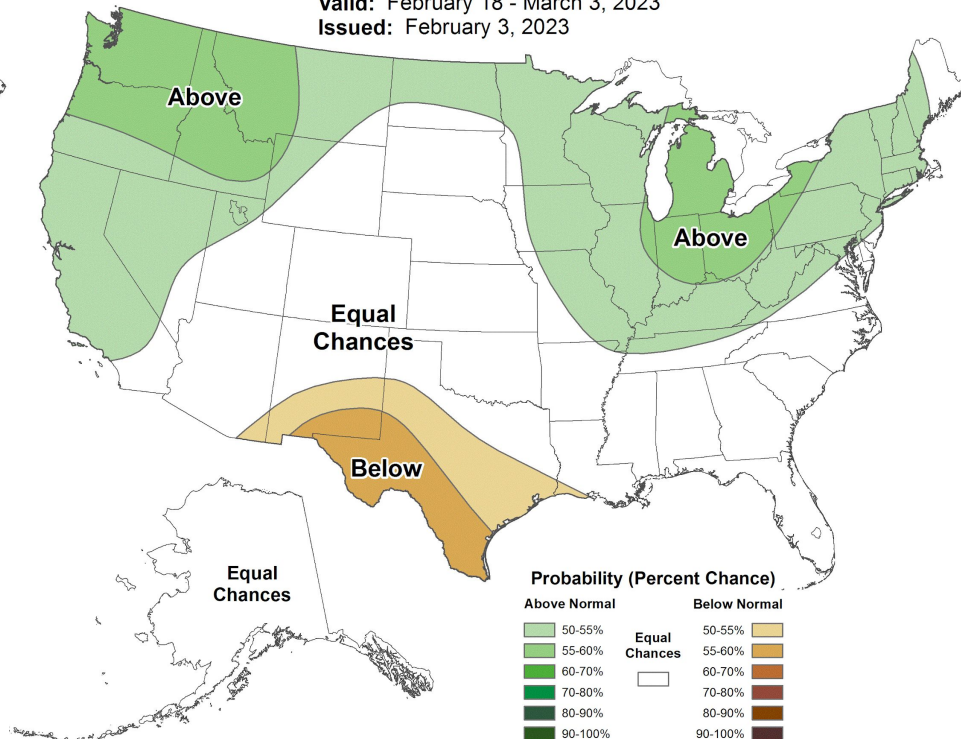 Valid: February 18 - March 3, 2023
Issued: February 3, 2023
Above
Above
Equal
Chances
Below
Equal
Chances
Probability (Percent Chance)
Above Normal
Below Normal
50-55%
55-60%
60-70%
70-80%
80-90%
90-100%
Equal
Chances
50-55%
55-60%
60-70%
70-80%
80-90%
90-100%